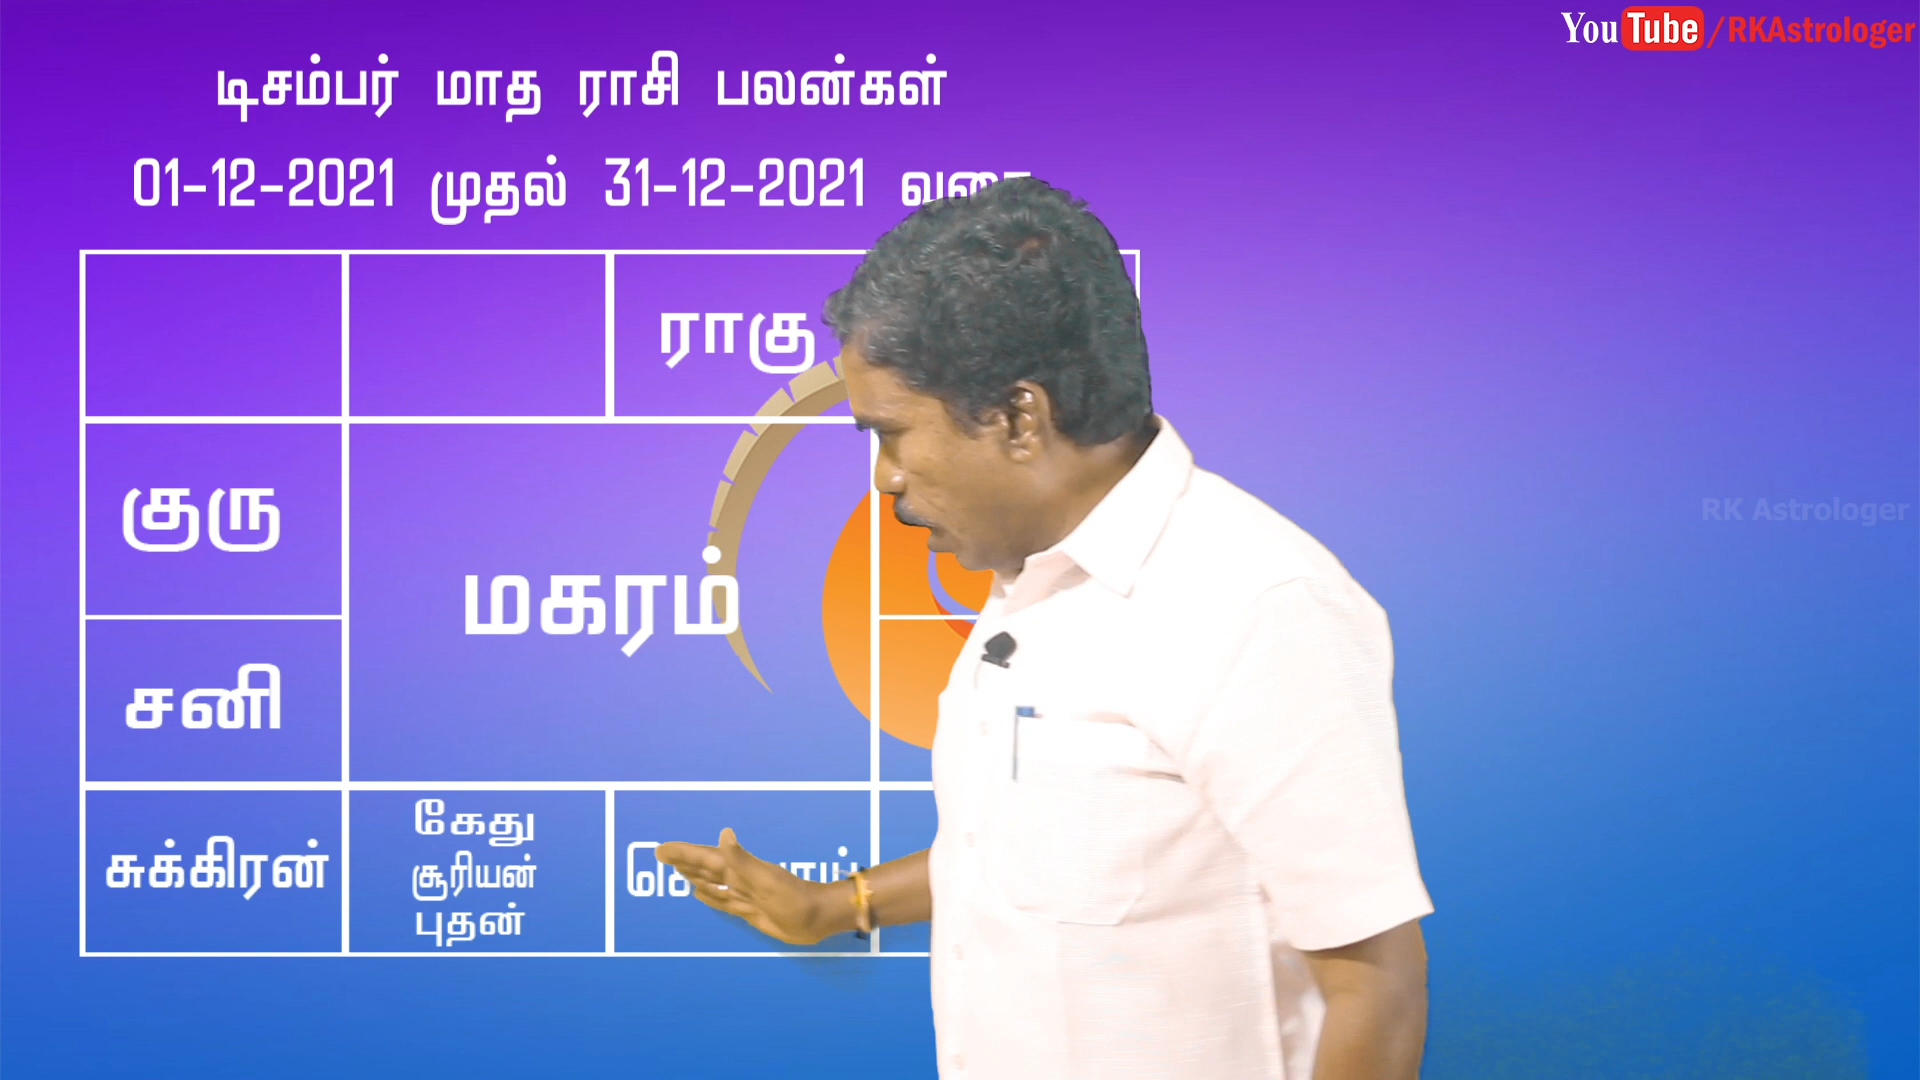 YouTube/RKAstrologer
டிசம்பர் மாத ராசி பலன்கள்
01-12-2021 முதல் 31-12-2021
ராகு
குரு
மகரம்
RK Astrologer
சனி
சுக்கிரன்
கேது
சூரியன்
புதன்